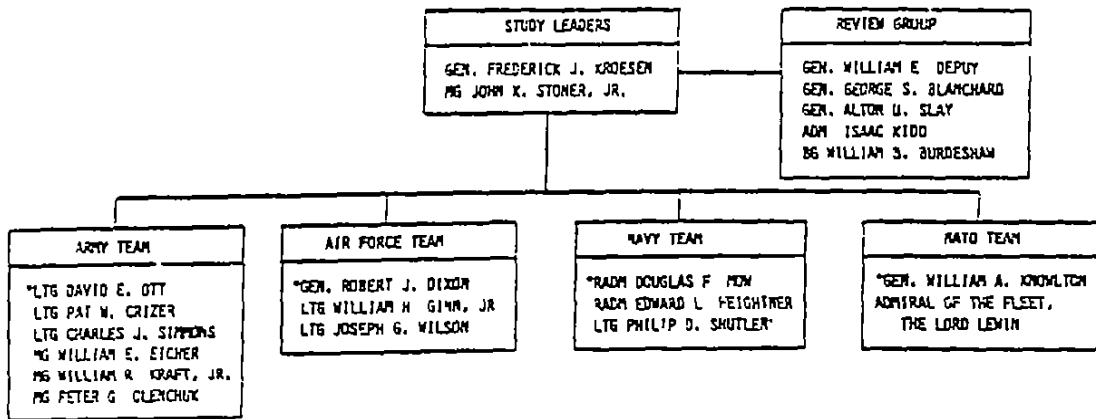 STUDY LEADERS
GEN. FREDERICK J. KROESEN
MG JOHN K. STONER, JR.
REVIEW GROUP
GEN. WILLIAM E DEPUY
GEN. GEORGE S. BLANCHARD
GEN. ALTON D. SLAY
ADM ISAAC KIDD
BG WILLIAM B. BURDESHAW
ARMY TEAM
*LTG DAVID E. OTT
LTG PAT W. CRIZER
LTG CHARLES J. SIMMONS
MG WILLIAM E. EICHER
MG WILLIAM R KRAFT, JR.
MG PETER G OLENCHUK
AIR FORCE TEAM
*GEN. ROBERT J. DIXON
LTG WILLIAM H GINN, JR
LTG JOSEPH G. WILSON
NAVY TEAM
*RADM DOUGLAS F MOW
RADM EDWARD L FEIGHTNER
LTG PHILIP D. SHUTLER
NATO TEAM
*GEN. WILLIAM A. KNOWLTON
ADMIRAL OF THE FLEET,
THE LORD LEWIN